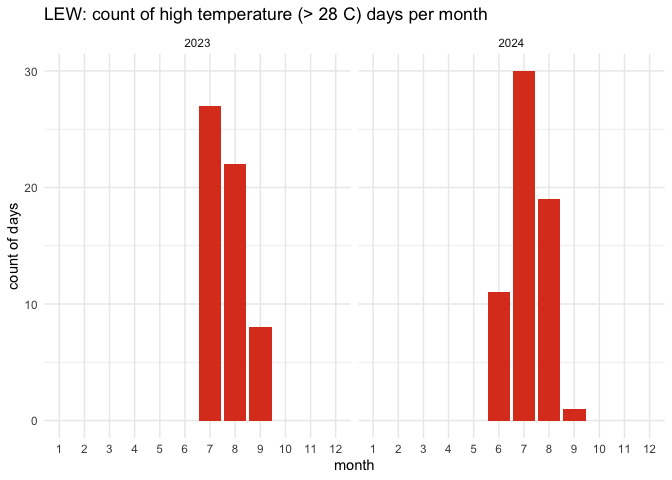 LEW: count of high temperature (> 28 C) days per month
2023 2024
30
20
10
0
count of days
1 2 3 4 5 6 7 8 9 10 11 12 1 2 3 4 5 6 7 8 9 10 11 12
month